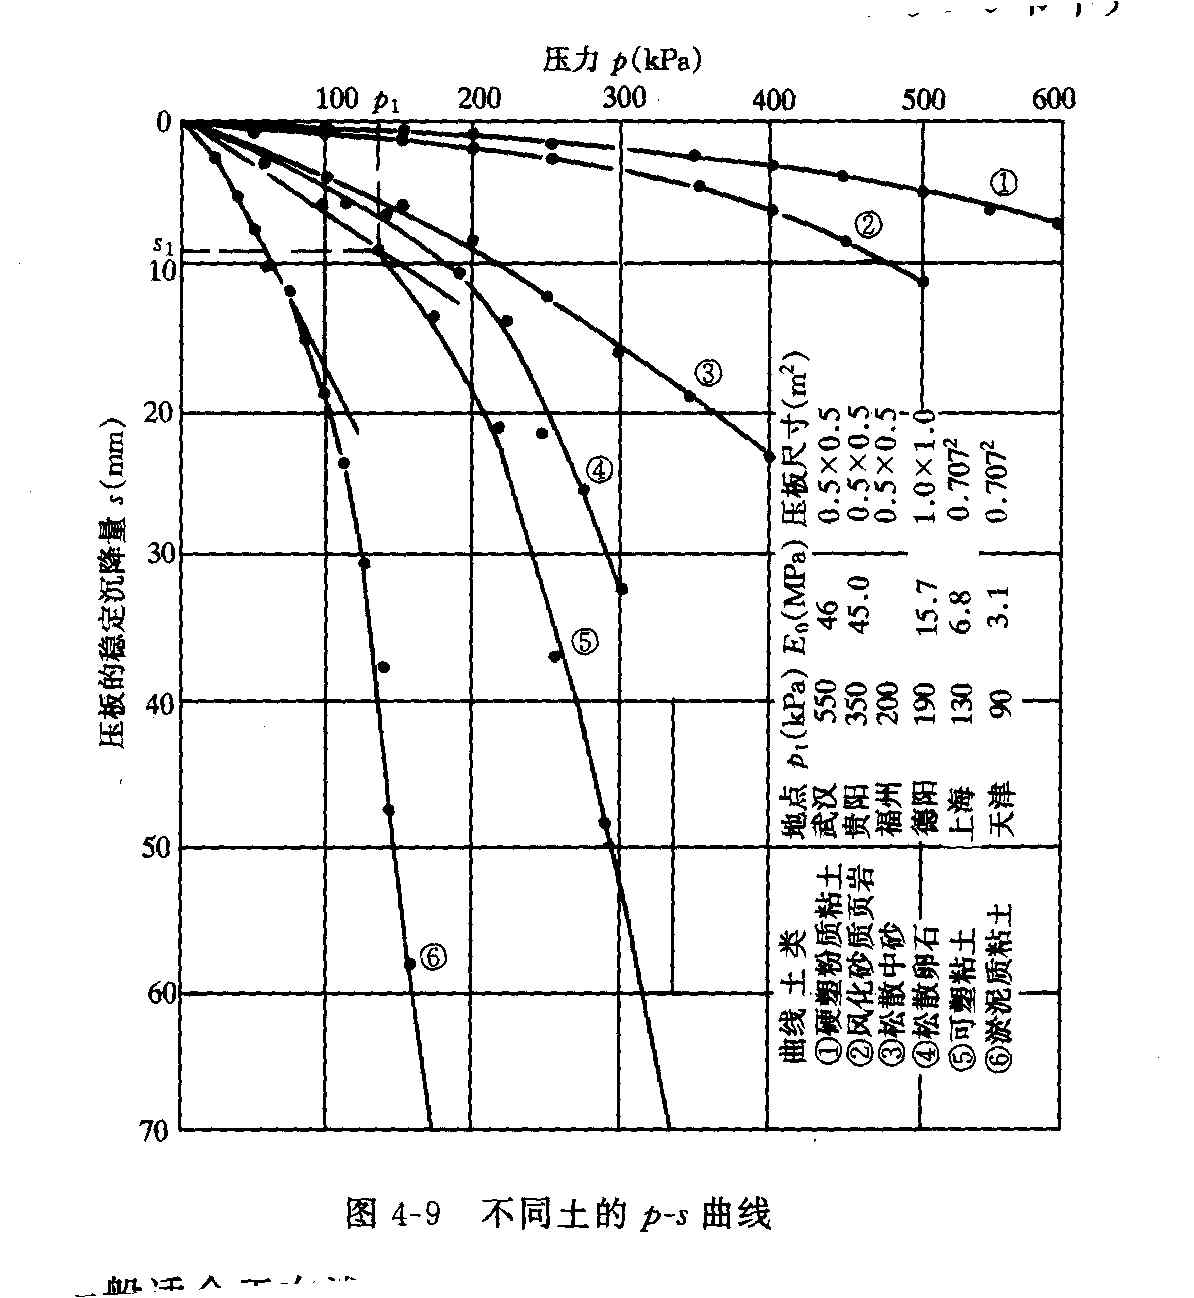 压力 p(kPa)
100 p₁ 200 300 400 500 600
0
s₁
10
20
30
40
50
60
70
压板的稳定沉降量 s(mm)
①
②
③
④
⑤
⑥
曲线 土类 地点 p₁(kPa) E₀(MPa) 压板尺寸(m²)
①硬塑粉质粘土 武汉 550 46 0.5×0.5
②风化砂质页岩 贵阳 350 45.0 0.5×0.5
③松散中砂 福州 200 0.5×0.5
④松散卵石 德阳 190 15.7 1.0×1.0
⑤可塑粘土 上海 130 6.8 0.707²
⑥淤泥质粘土 天津 90 3.1 0.707²
图 4-9 不同土的 p-s 曲线